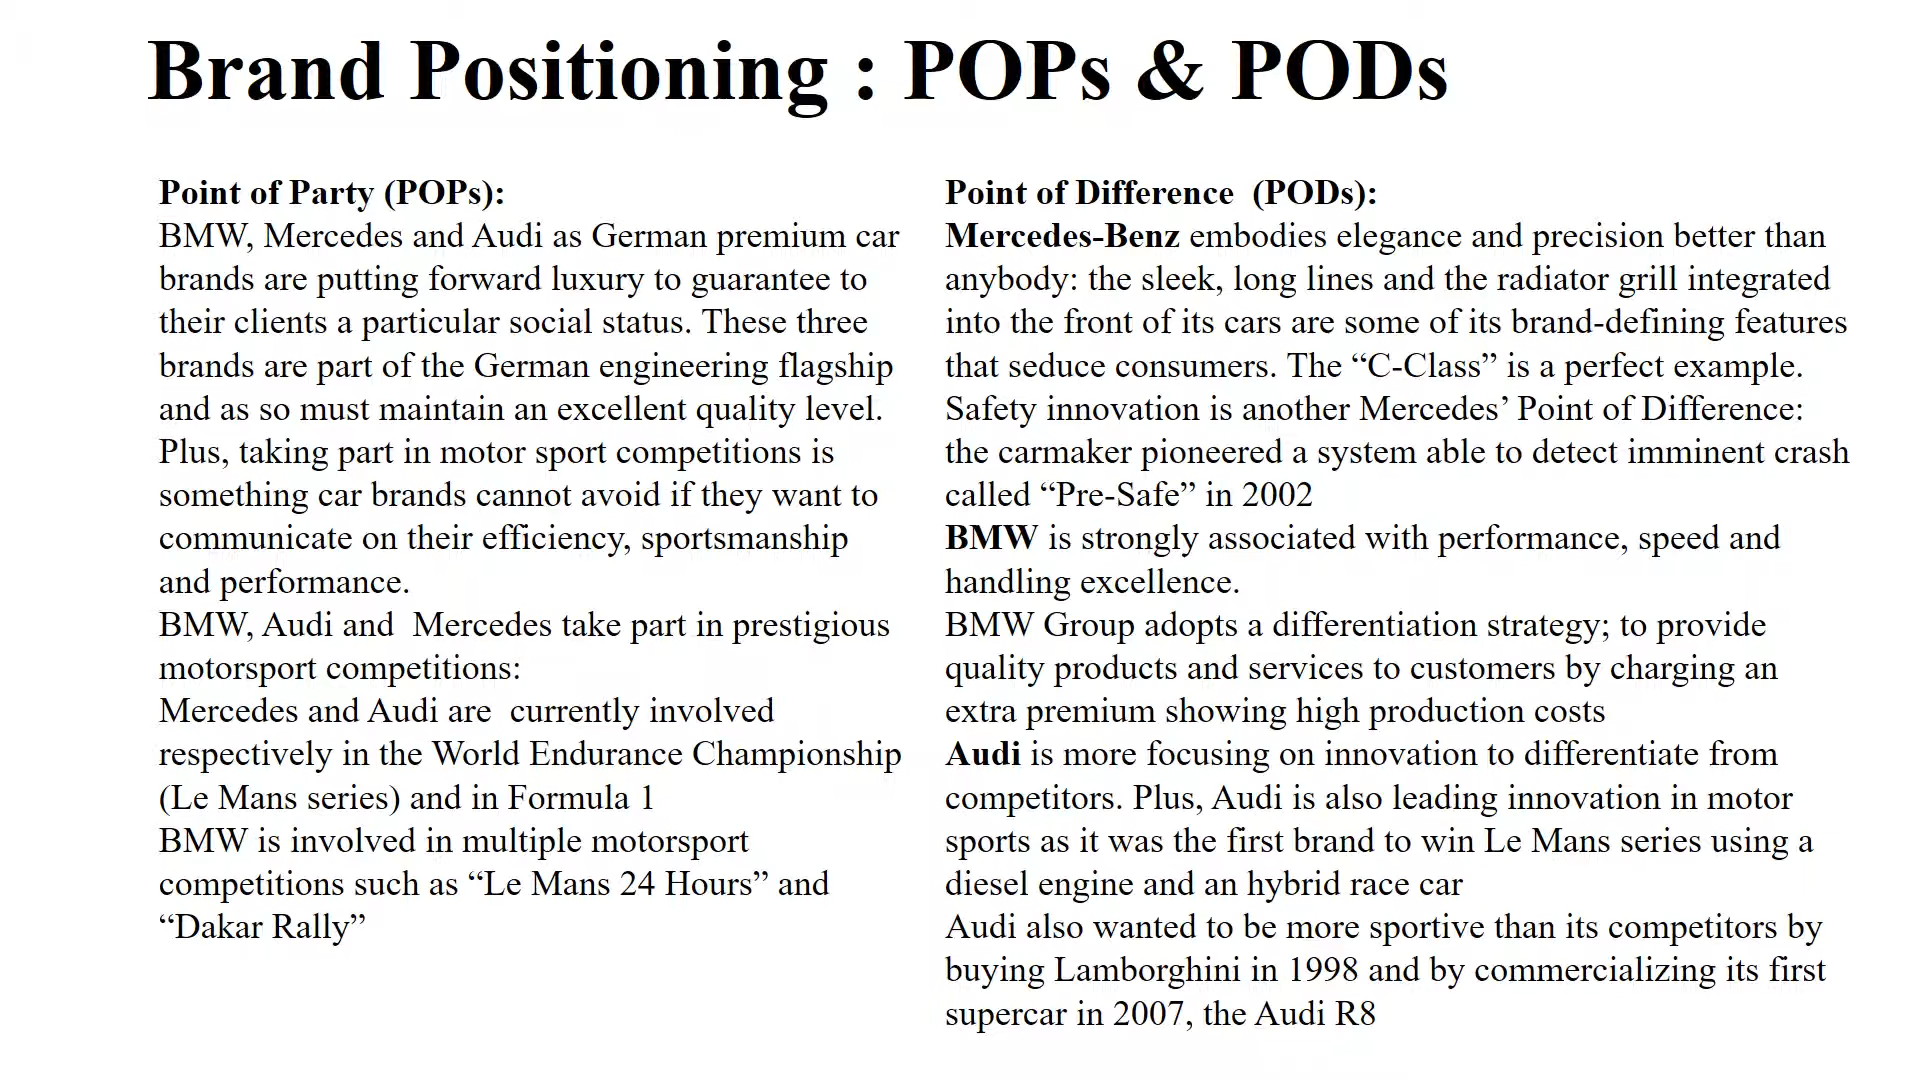 Brand Positioning : POPs & PODs
Point of Party (POPs):
BMW, Mercedes and Audi as German premium car
brands are putting forward luxury to guarantee to
their clients a particular social status. These three
brands are part of the German engineering flagship
and as so must maintain an excellent quality level.
Plus, taking part in motor sport competitions is
something car brands cannot avoid if they want to
communicate on their efficiency, sportsmanship
and performance.
BMW, Audi and  Mercedes take part in prestigious
motorsport competitions:
Mercedes and Audi are  currently involved
respectively in the World Endurance Championship
(Le Mans series) and in Formula 1
BMW is involved in multiple motorsport
competitions such as “Le Mans 24 Hours” and
“Dakar Rally”
Point of Difference  (PODs):
Mercedes-Benz embodies elegance and precision better than
anybody: the sleek, long lines and the radiator grill integrated
into the front of its cars are some of its brand-defining features
that seduce consumers. The “C-Class” is a perfect example.
Safety innovation is another Mercedes’ Point of Difference:
the carmaker pioneered a system able to detect imminent crash
called “Pre-Safe” in 2002
BMW is strongly associated with performance, speed and
handling excellence.
BMW Group adopts a differentiation strategy; to provide
quality products and services to customers by charging an
extra premium showing high production costs
Audi is more focusing on innovation to differentiate from
competitors. Plus, Audi is also leading innovation in motor
sports as it was the first brand to win Le Mans series using a
diesel engine and an hybrid race car
Audi also wanted to be more sportive than its competitors by
buying Lamborghini in 1998 and by commercializing its first
supercar in 2007, the Audi R8